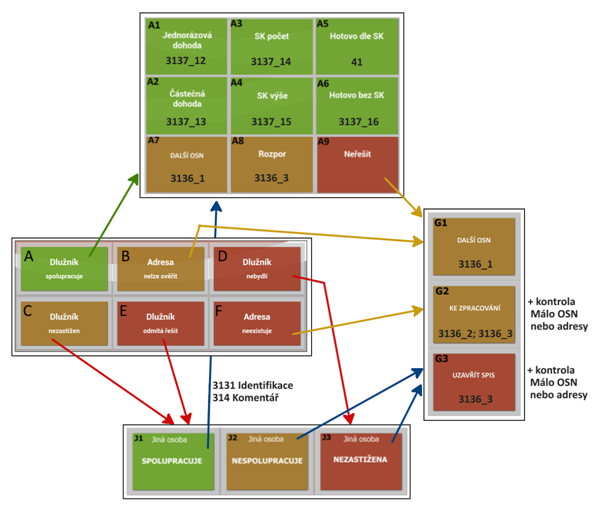 A1
Jednorázová
dohoda
3137_12
A3
SK počet
3137_14
A5
Hotovo dle SK
41
A2
Částečná
dohoda
3137_13
A4
SK výše
3137_15
A6
Hotovo bez SK
3137_16
A7
DALŠÍ OSN
3136_1
A8
Rozpor
3136_3
A9
Neřešit
A
Dlužník
spolupracuje
B
Adresa
nelze ověřit
D
Dlužník
nebydlí
C
Dlužník
nezastižen
E
Dlužník
odmítá řešit
F
Adresa
neexistuje
G1
DALŠÍ OSN
3136_1
G2
KE ZPRACOVÁNÍ
3136_2; 3136_3
+ kontrola
Málo OSN
nebo adresy
G3
UZAVŘÍT SPIS
3136_3
+ kontrola
Málo OSN
nebo adresy
3131 Identifikace
314 Komentář
J1 Jiná osoba
SPOLUPRACUJE
J2 Jiná osoba
NESPOLUPRACUJE
J3 Jiná osoba
NEZASTIŽENA